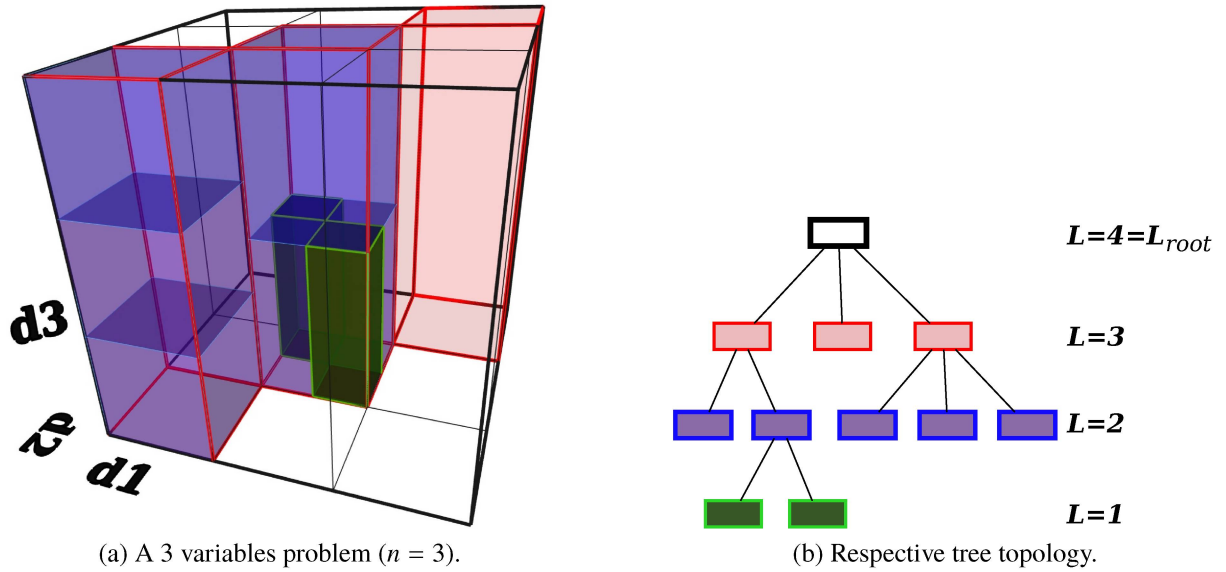 d3
d2
d1
L=4=L_root
L=3
L=2
L=1
(a) A 3 variables problem (n = 3).
(b) Respective tree topology.